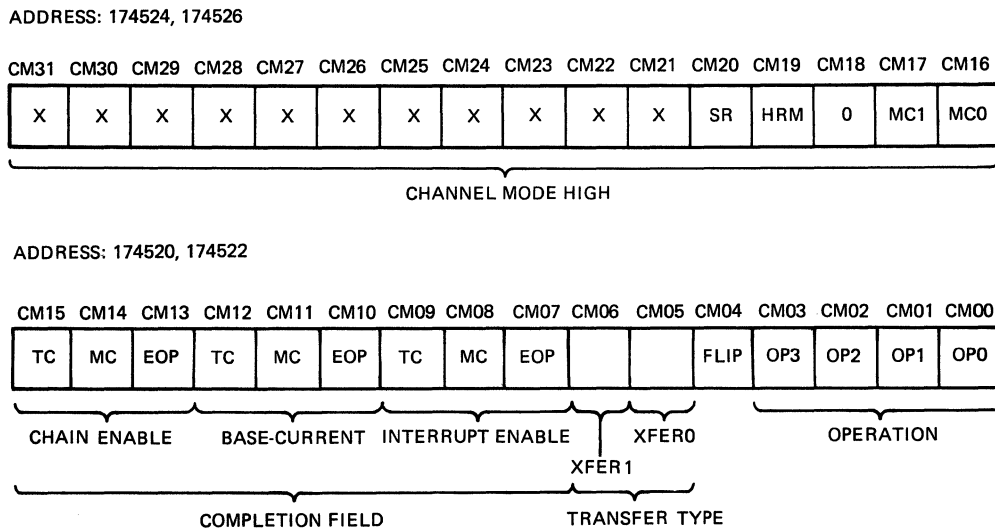 ADDRESS: 174524, 174526
CM31 CM30 CM29 CM28 CM27 CM26 CM25 CM24 CM23 CM22 CM21 CM20 CM19 CM18 CM17 CM16
X X X X X X X X X X X SR HRM 0 MC1 MC0
CHANNEL MODE HIGH
ADDRESS: 174520, 174522
CM15 CM14 CM13 CM12 CM11 CM10 CM09 CM08 CM07 CM06 CM05 CM04 CM03 CM02 CM01 CM00
TC MC EOP TC MC EOP TC MC EOP FLIP OP3 OP2 OP1 OP0
CHAIN ENABLE BASE-CURRENT INTERRUPT ENABLE XFER0 OPERATION
XFER1
COMPLETION FIELD TRANSFER TYPE